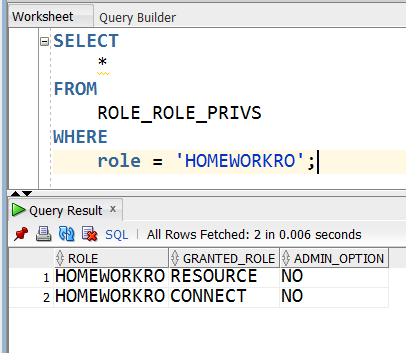 Worksheet Query Builder
SELECT
*
FROM
ROLE_ROLE_PRIVS
WHERE
role = 'HOMEWORKRO';
Query Result x
SQL | All Rows Fetched: 2 in 0.006 seconds
ROLE GRANTED_ROLE ADMIN_OPTION
1 HOMEWORKRO RESOURCE NO
2 HOMEWORKRO CONNECT NO